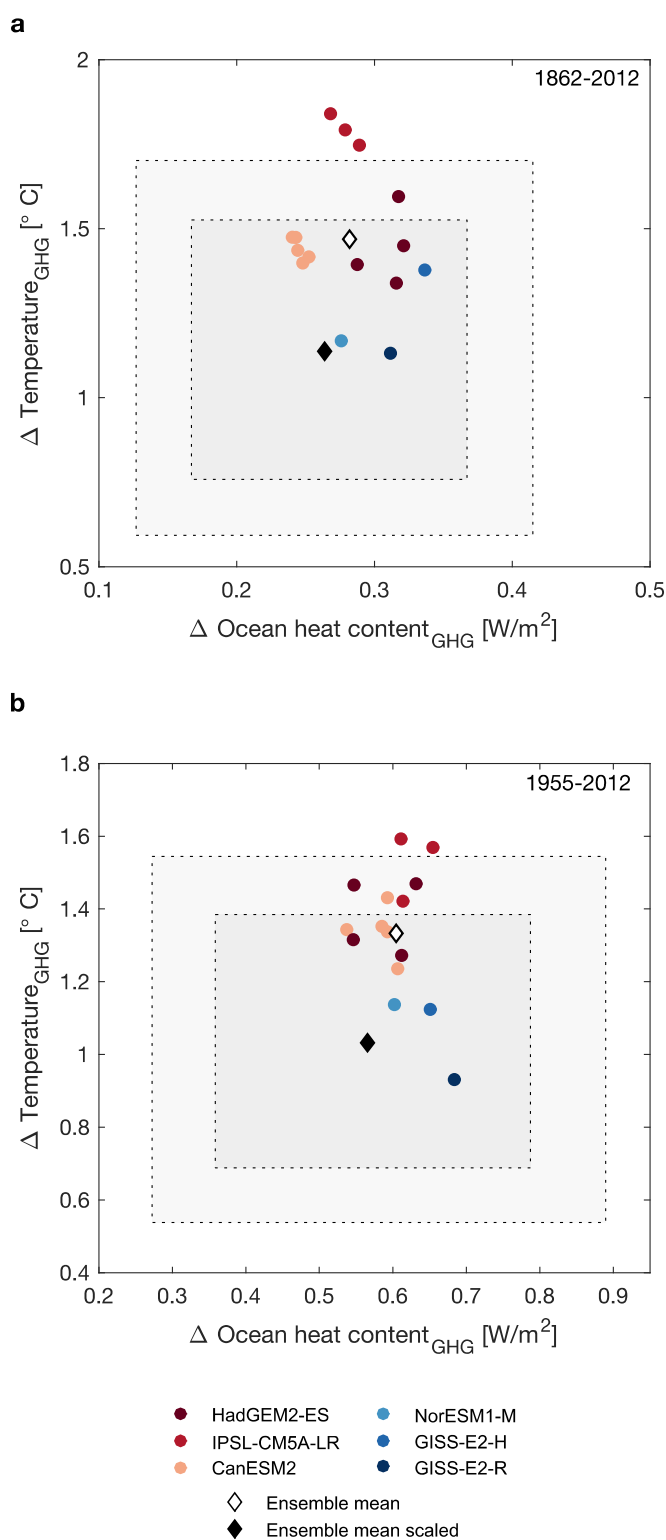 a
2
1862-2012
1.5
1
0.5
Δ Temperature_GHG [° C]
0.1 0.2 0.3 0.4 0.5
Δ Ocean heat content_GHG [W/m²]
b
1.8
1955-2012
1.6
1.4
1.2
1
0.8
0.6
0.4
Δ Temperature_GHG [° C]
0.2 0.3 0.4 0.5 0.6 0.7 0.8 0.9
Δ Ocean heat content_GHG [W/m²]
HadGEM2-ES NorESM1-M
IPSL-CM5A-LR GISS-E2-H
CanESM2 GISS-E2-R
Ensemble mean
Ensemble mean scaled